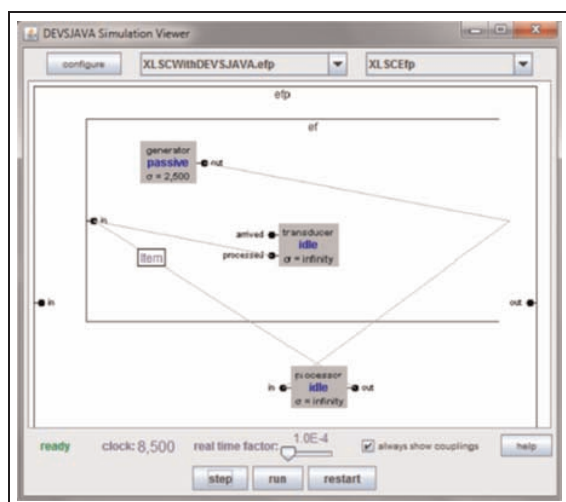 DEVSJAVA Simulation Viewer
configure XLSCWithDEVSJAVA.efp XLSCEfp
efp
ef
generator
passive out
σ = 2,500
in
arrived transducer
processed idle
σ = infinity
Item
in out
processor
in idle out
σ = infinity
ready clock: 8,500 real time factor: 1.0E-4 always show couplings help
step run restart